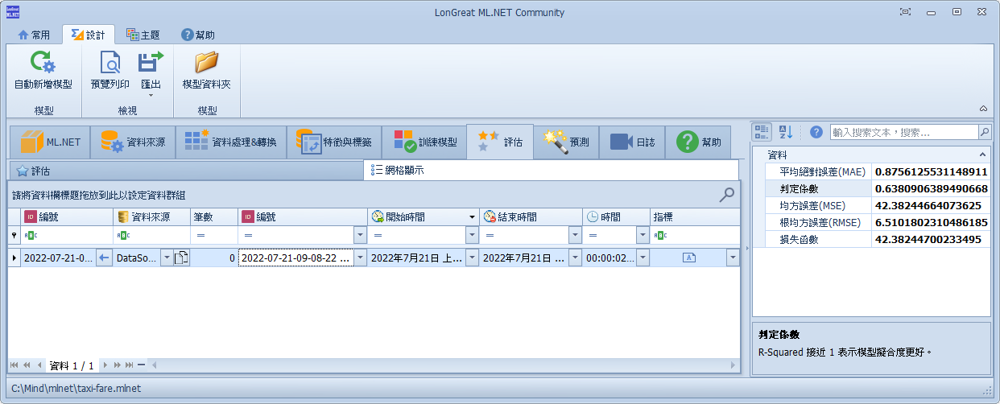 LonGreat ML.NET Community
LonGreat ML.NET
常用 設計 主題 幫助
自動新增模型 預覽列印 匯出 模型資料夾
模型 檢視 模型
ML.NET 資料來源 資料處理&轉換 特徵與標籤 訓練模型 評估 預測 日誌 幫助
輸入搜索文本，搜索...
評估 網格顯示
請將資料欄標題拖放到此以設定資料群組
ID 編號 資料來源 筆數 ID 編號 開始時間 結束時間 時間 指標
ABC ABC = = = = = ABC
2022-07-21-0... DataSo... 0 2022-07-21-09-08-22 ... 2022年7月21日 上... 2022年7月21日 ... 00:00:02... A
資料 1 / 1
資料
平均絕對誤差(MAE) 0.8756125531148911
判定係數 0.6380906389490668
均方誤差(MSE) 42.38244664073625
根均方誤差(RMSE) 6.5101802310486185
損失函數 42.38244700233495
判定係數
R-Squared 接近 1 表示模型擬合度更好。
C:\Mind\mlnet\taxi-fare.mlnet